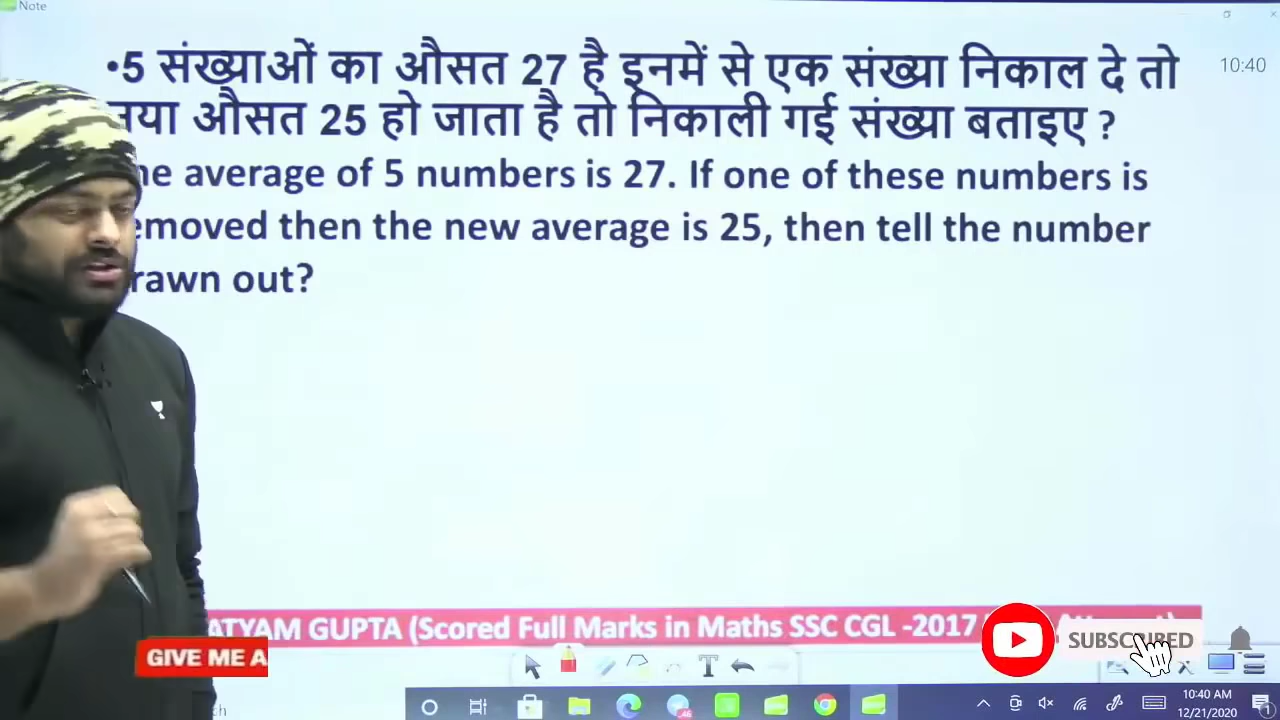 Note
•5 संख्याओं का औसत 27 है इनमें से एक संख्या निकाल दे तो
नया औसत 25 हो जाता है तो निकाली गई संख्या बताइए ?
he average of 5 numbers is 27. If one of these numbers is
emoved then the new average is 25, then tell the number
rawn out?
10:40
ATYAM GUPTA (Scored Full Marks in Maths SSC CGL -2017
GIVE ME A
SUBSCRIBED
T
10:40 AM
12/21/2020